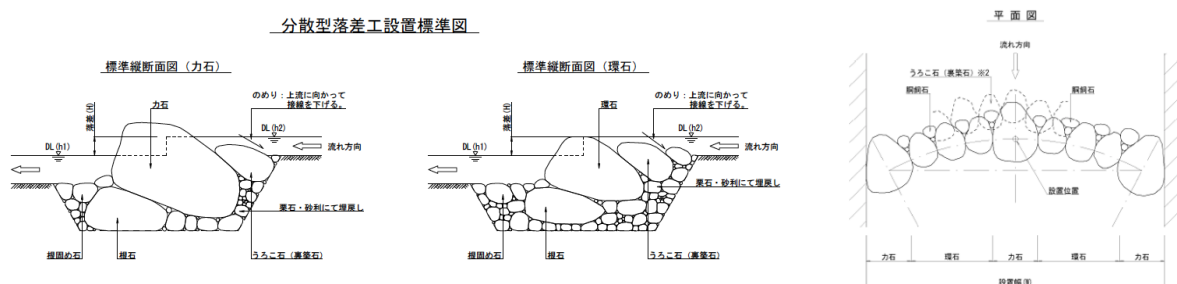 分散型落差工設置標準図
標準縦断面図(力石)
力石
のめり:上流に向かって
接線を下げる。
落差(H)
DL(h2)
DL(h1)
流れ方向
栗石・砂利にて埋戻し
根固め石
根石
うろこ石(裏築石)
標準縦断面図(環石)
環石
のめり:上流に向かって
接線を下げる。
落差(H)
DL(h2)
DL(h1)
流れ方向
栗石・砂利にて埋戻し
根固め石
根石
うろこ石(裏築石)
平面図
流れ方向
うろこ石(裏築石)※2
胴飼石
胴飼石
設置位置
力石
環石
力石
環石
力石
設置幅(W)